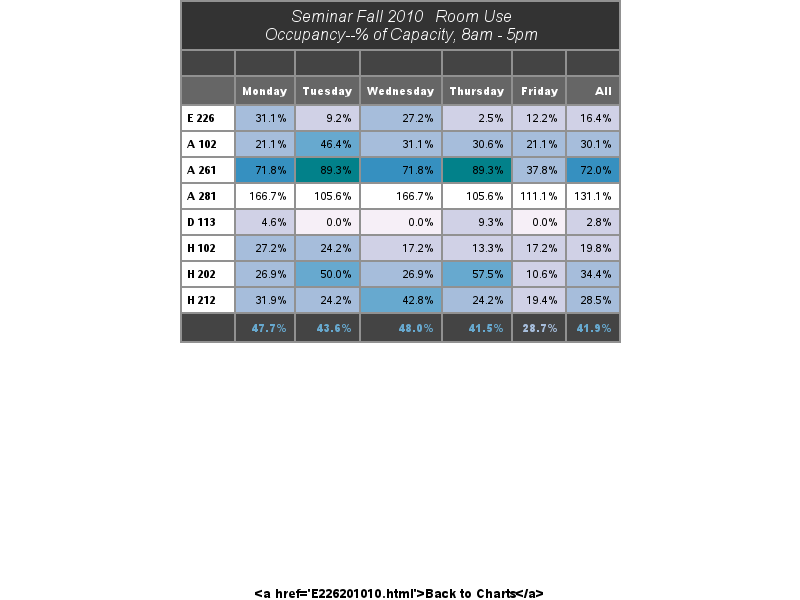 Seminar Fall 2010 Room Use
Occupancy--% of Capacity, 8am - 5pm
Monday Tuesday Wednesday Thursday Friday All
E 226 31.1% 9.2% 27.2% 2.5% 12.2% 16.4%
A 102 21.1% 46.4% 31.1% 30.6% 21.1% 30.1%
A 261 71.8% 89.3% 71.8% 89.3% 37.8% 72.0%
A 281 166.7% 105.6% 166.7% 105.6% 111.1% 131.1%
D 113 4.6% 0.0% 0.0% 9.3% 0.0% 2.8%
H 102 27.2% 24.2% 17.2% 13.3% 17.2% 19.8%
H 202 26.9% 50.0% 26.9% 57.5% 10.6% 34.4%
H 212 31.9% 24.2% 42.8% 24.2% 19.4% 28.5%
47.7% 43.6% 48.0% 41.5% 28.7% 41.9%
<a href='E226201010.html'>Back to Charts</a>